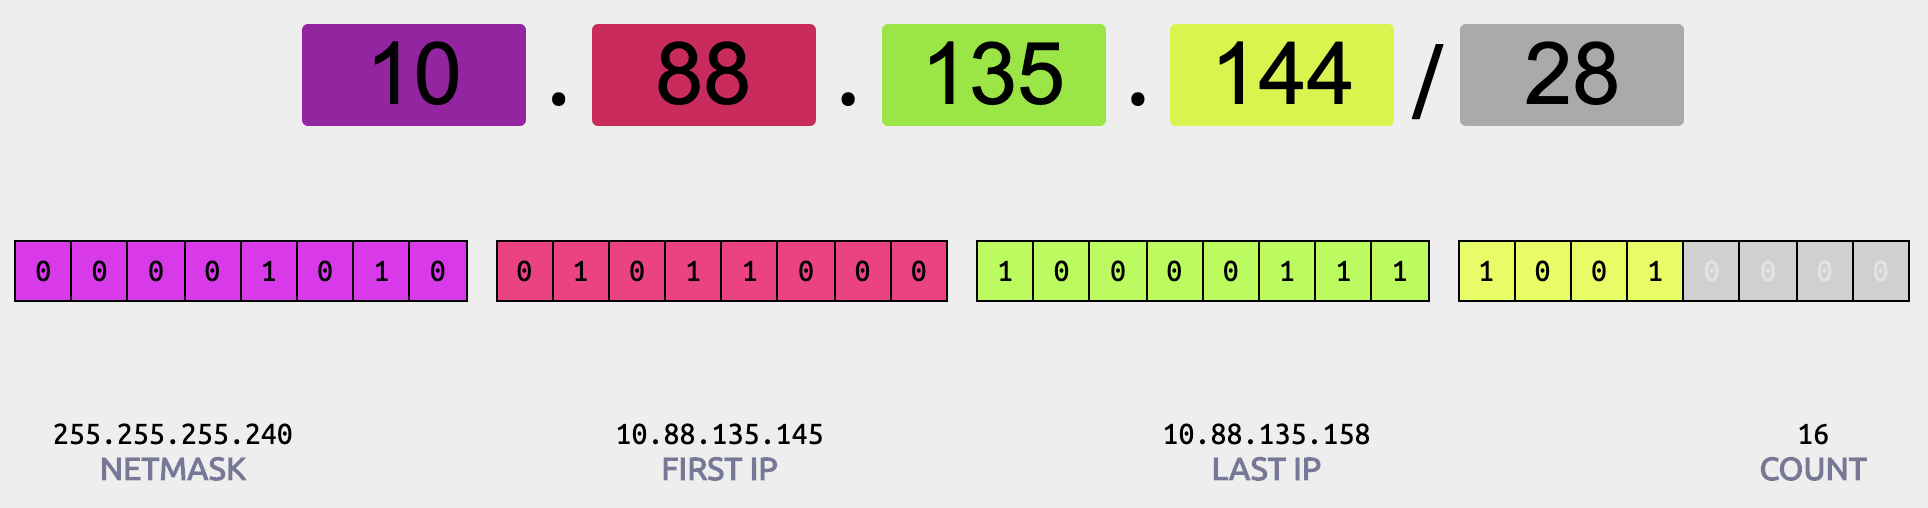 10 . 88 . 135 . 144 / 28
0 0 0 0 1 0 1 0 0 1 0 1 1 0 0 0 1 0 0 0 0 1 1 1 1 0 0 1 0 0 0 0
255.255.255.240 10.88.135.145 10.88.135.158 16
NETMASK FIRST IP LAST IP COUNT